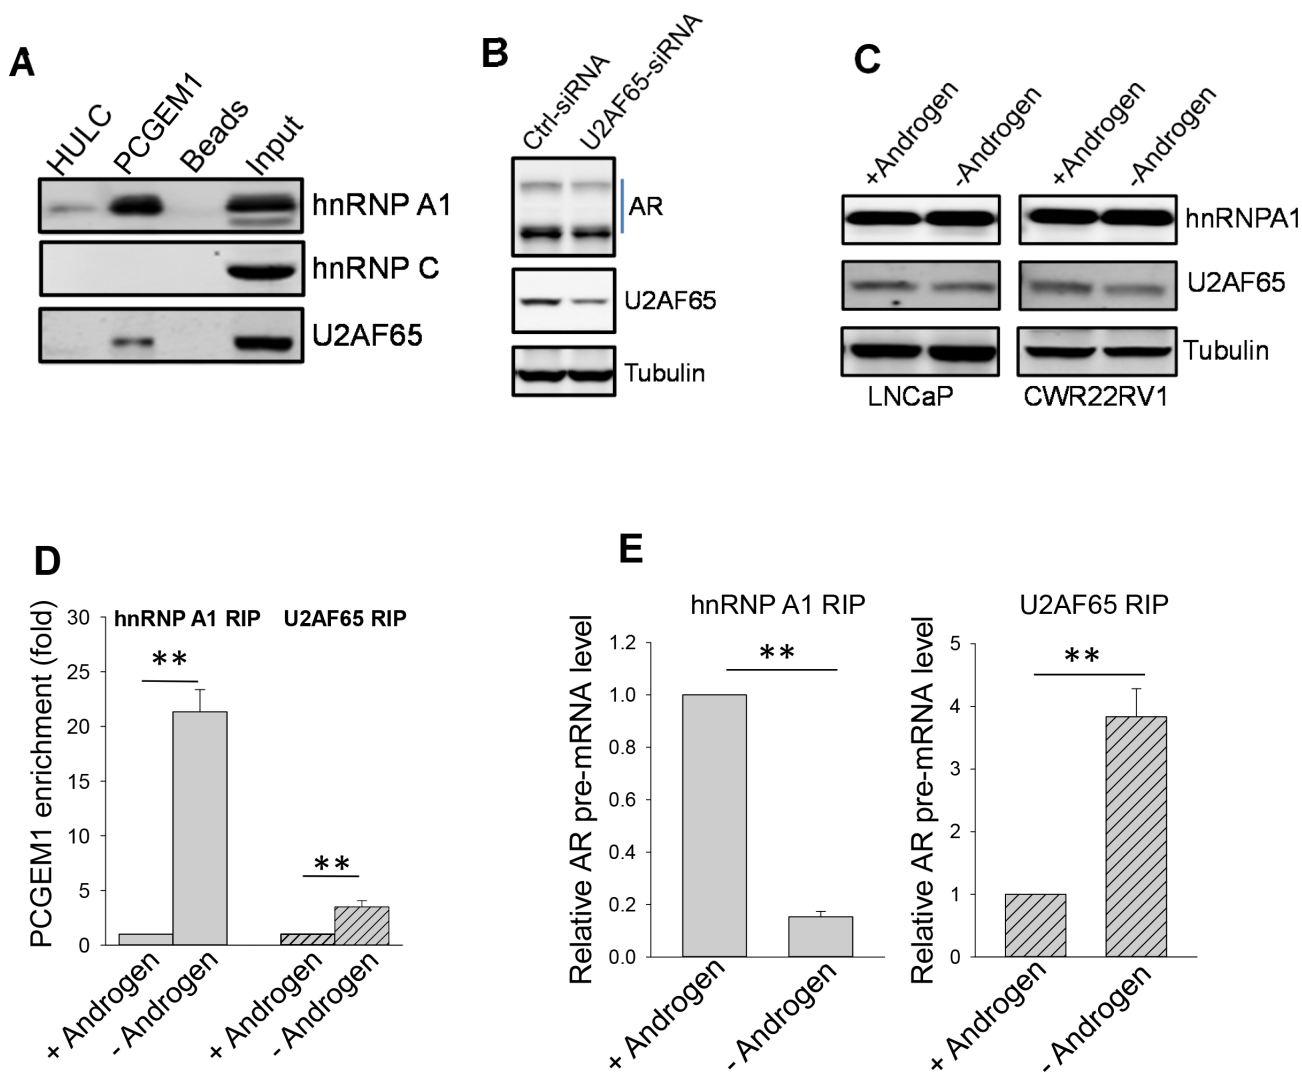 A
HULC
PCGEM1
Beads
Input
hnRNP A1
hnRNP C
U2AF65
B
Ctrl-siRNA
U2AF65-siRNA
AR
U2AF65
Tubulin
C
+Androgen
-Androgen
+Androgen
-Androgen
hnRNPA1
U2AF65
Tubulin
LNCaP
CWR22RV1
D
hnRNP A1 RIP
U2AF65 RIP
PCGEM1 enrichment (fold)
30
25
20
15
10
5
0
**
**
+ Androgen
- Androgen
+ Androgen
- Androgen
E
hnRNP A1 RIP
Relative AR pre-mRNA level
1.2
1.0
0.8
0.6
0.4
0.2
0.0
**
+ Androgen
- Androgen
U2AF65 RIP
Relative AR pre-mRNA level
5
4
3
2
1
0
**
+ Androgen
- Androgen